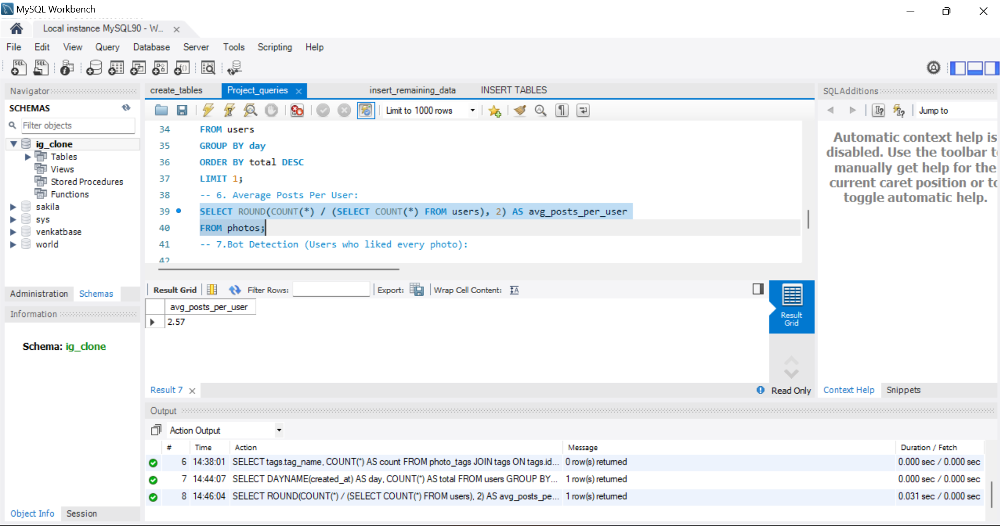 MySQL Workbench
Local instance MySQL90 - W...
File Edit View Query Database Server Tools Scripting Help
Navigator
SCHEMAS
Filter objects
ig_clone
Tables
Views
Stored Procedures
Functions
sakila
sys
venkatbase
world
Administration Schemas
Information
Schema: ig_clone
Object Info Session
create_tables Project_queries insert_remaining_data INSERT TABLES
Limit to 1000 rows
34 FROM users
35 GROUP BY day
36 ORDER BY total DESC
37 LIMIT 1;
38 -- 6. Average Posts Per User:
39 SELECT ROUND(COUNT(*) / (SELECT COUNT(*) FROM users), 2) AS avg_posts_per_user
40 FROM photos;
41 -- 7.Bot Detection (Users who liked every photo):
42
Result Grid Filter Rows: Export: Wrap Cell Content:
avg_posts_per_user
2.57
Result
Grid
Result 7 Read Only
SQLAdditions
Jump to
Automatic context help is
disabled. Use the toolbar t
manually get help for the
current caret position or to
toggle automatic help.
Context Help Snippets
Output
Action Output
# Time Action Message Duration / Fetch
6 14:38:01 SELECT tags.tag_name, COUNT(*) AS count FROM photo_tags JOIN tags ON tags.id... 0 row(s) returned 0.000 sec / 0.000 sec
7 14:44:07 SELECT DAYNAME(created_at) AS day, COUNT(*) AS total FROM users GROUP BY... 1 row(s) returned 0.000 sec / 0.000 sec
8 14:46:04 SELECT ROUND(COUNT(*) / (SELECT COUNT(*) FROM users), 2) AS avg_posts_pe... 1 row(s) returned 0.031 sec / 0.000 sec